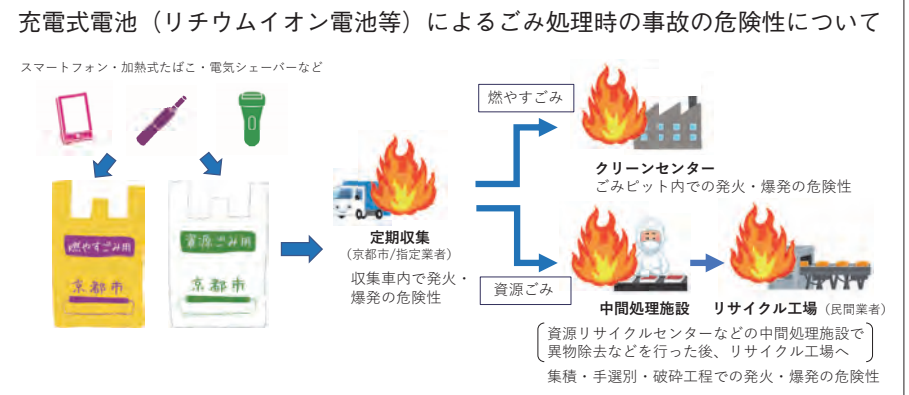 充電式電池（リチウムイオン電池等）によるごみ処理時の事故の危険性について
スマートフォン・加熱式たばこ・電気シェーバーなど
燃やすごみ用
京都市
資源ごみ用
京都市
定期収集
(京都市/指定業者)
収集車内で発火・
爆発の危険性
燃やすごみ
クリーンセンター
ごみピット内での発火・爆発の危険性
資源ごみ
中間処理施設
リサイクル工場（民間業者）
資源リサイクルセンターなどの中間処理施設で
異物除去などを行った後、リサイクル工場へ
集積・手選別・破砕工程での発火・爆発の危険性